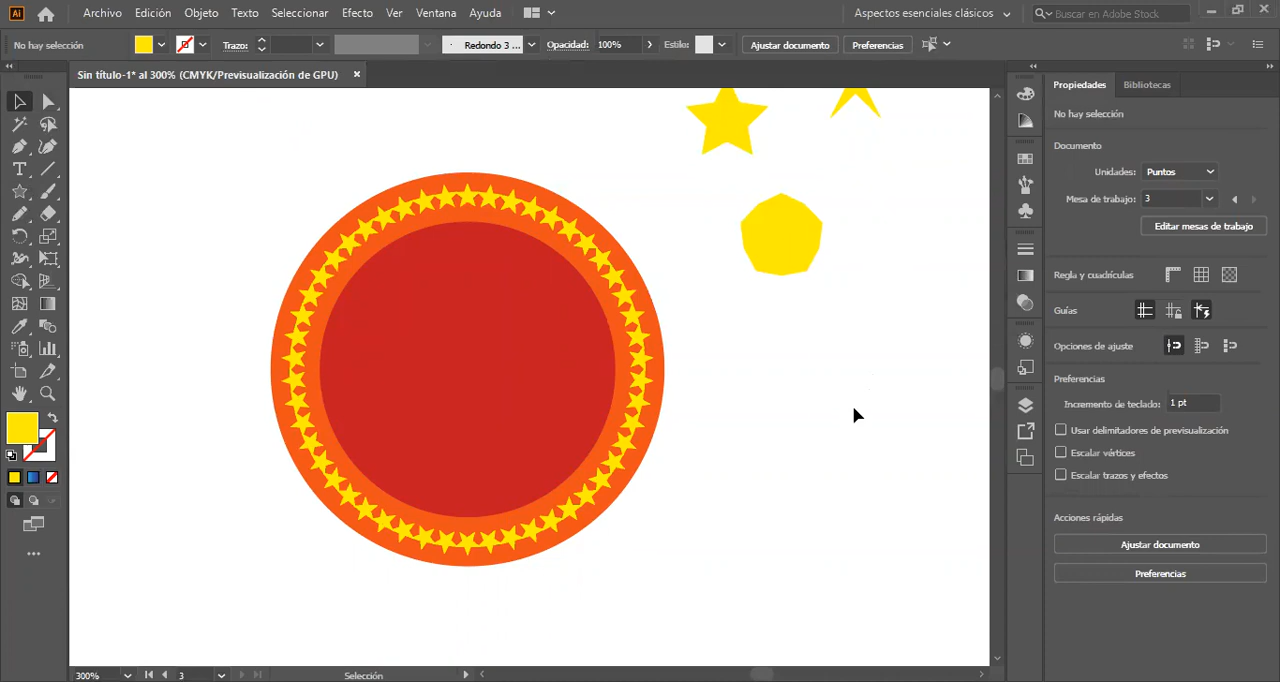 Ai Archivo Edición Objeto Texto Seleccionar Efecto Ver Ventana Ayuda Aspectos esenciales clásicos Buscar en Adobe Stock
No hay selección Trazo: Redondo 3 ... Opacidad: 100% Estilo: Ajustar documento Preferencias
Sin título-1* al 300% (CMYK/Previsualización de GPU)
Propiedades Bibliotecas
No hay selección
Documento
Unidades: Puntos
Mesa de trabajo: 3
Editar mesas de trabajo
Regla y cuadrículas
Guías
Opciones de ajuste
Preferencias
Incremento de teclado: 1 pt
Usar delimitadores de previsualización
Escalar vértices
Escalar trazos y efectos
Acciones rápidas
Ajustar documento
Preferencias
300% 3 Selección